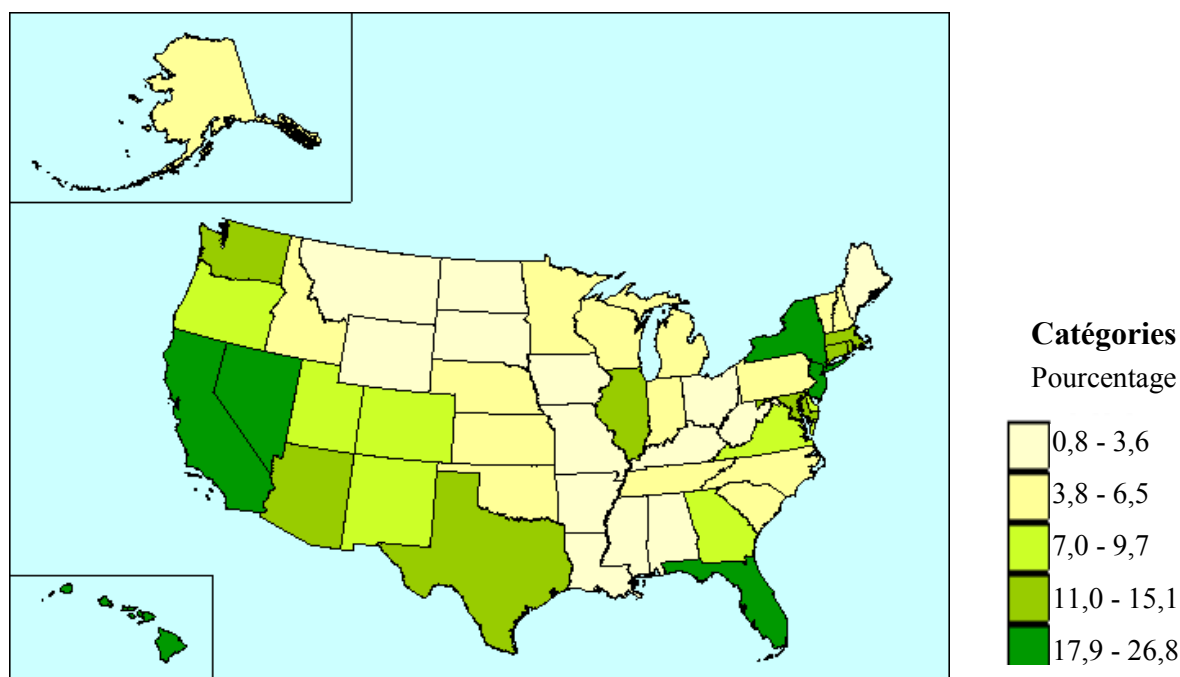 Catégories
Pourcentage
0,8 - 3,6
3,8 - 6,5
7,0 - 9,7
11,0 - 15,1
17,9 - 26,8